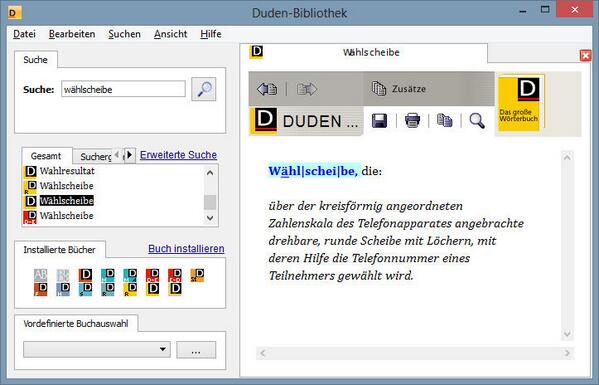 Duden-Bibliothek
Datei Bearbeiten Suchen Ansicht Hilfe
Suche
Suche: wählscheibe
Gesamt Sucherg Erweiterte Suche
Wahlresultat
Wählscheibe
Wählscheibe
Wählscheibe
Installierte Bücher Buch installieren
Vordefinierte Buchauswahl
...
Wählscheibe
Zusätze
DUDEN ...
D
Das große
Wörterbuch
Wähl|schei|be, die:
über der kreisförmig angeordneten
Zahlenskala des Telefonapparates angebrachte
drehbare, runde Scheibe mit Löchern, mit
deren Hilfe die Telefonnummer eines
Teilnehmers gewählt wird.